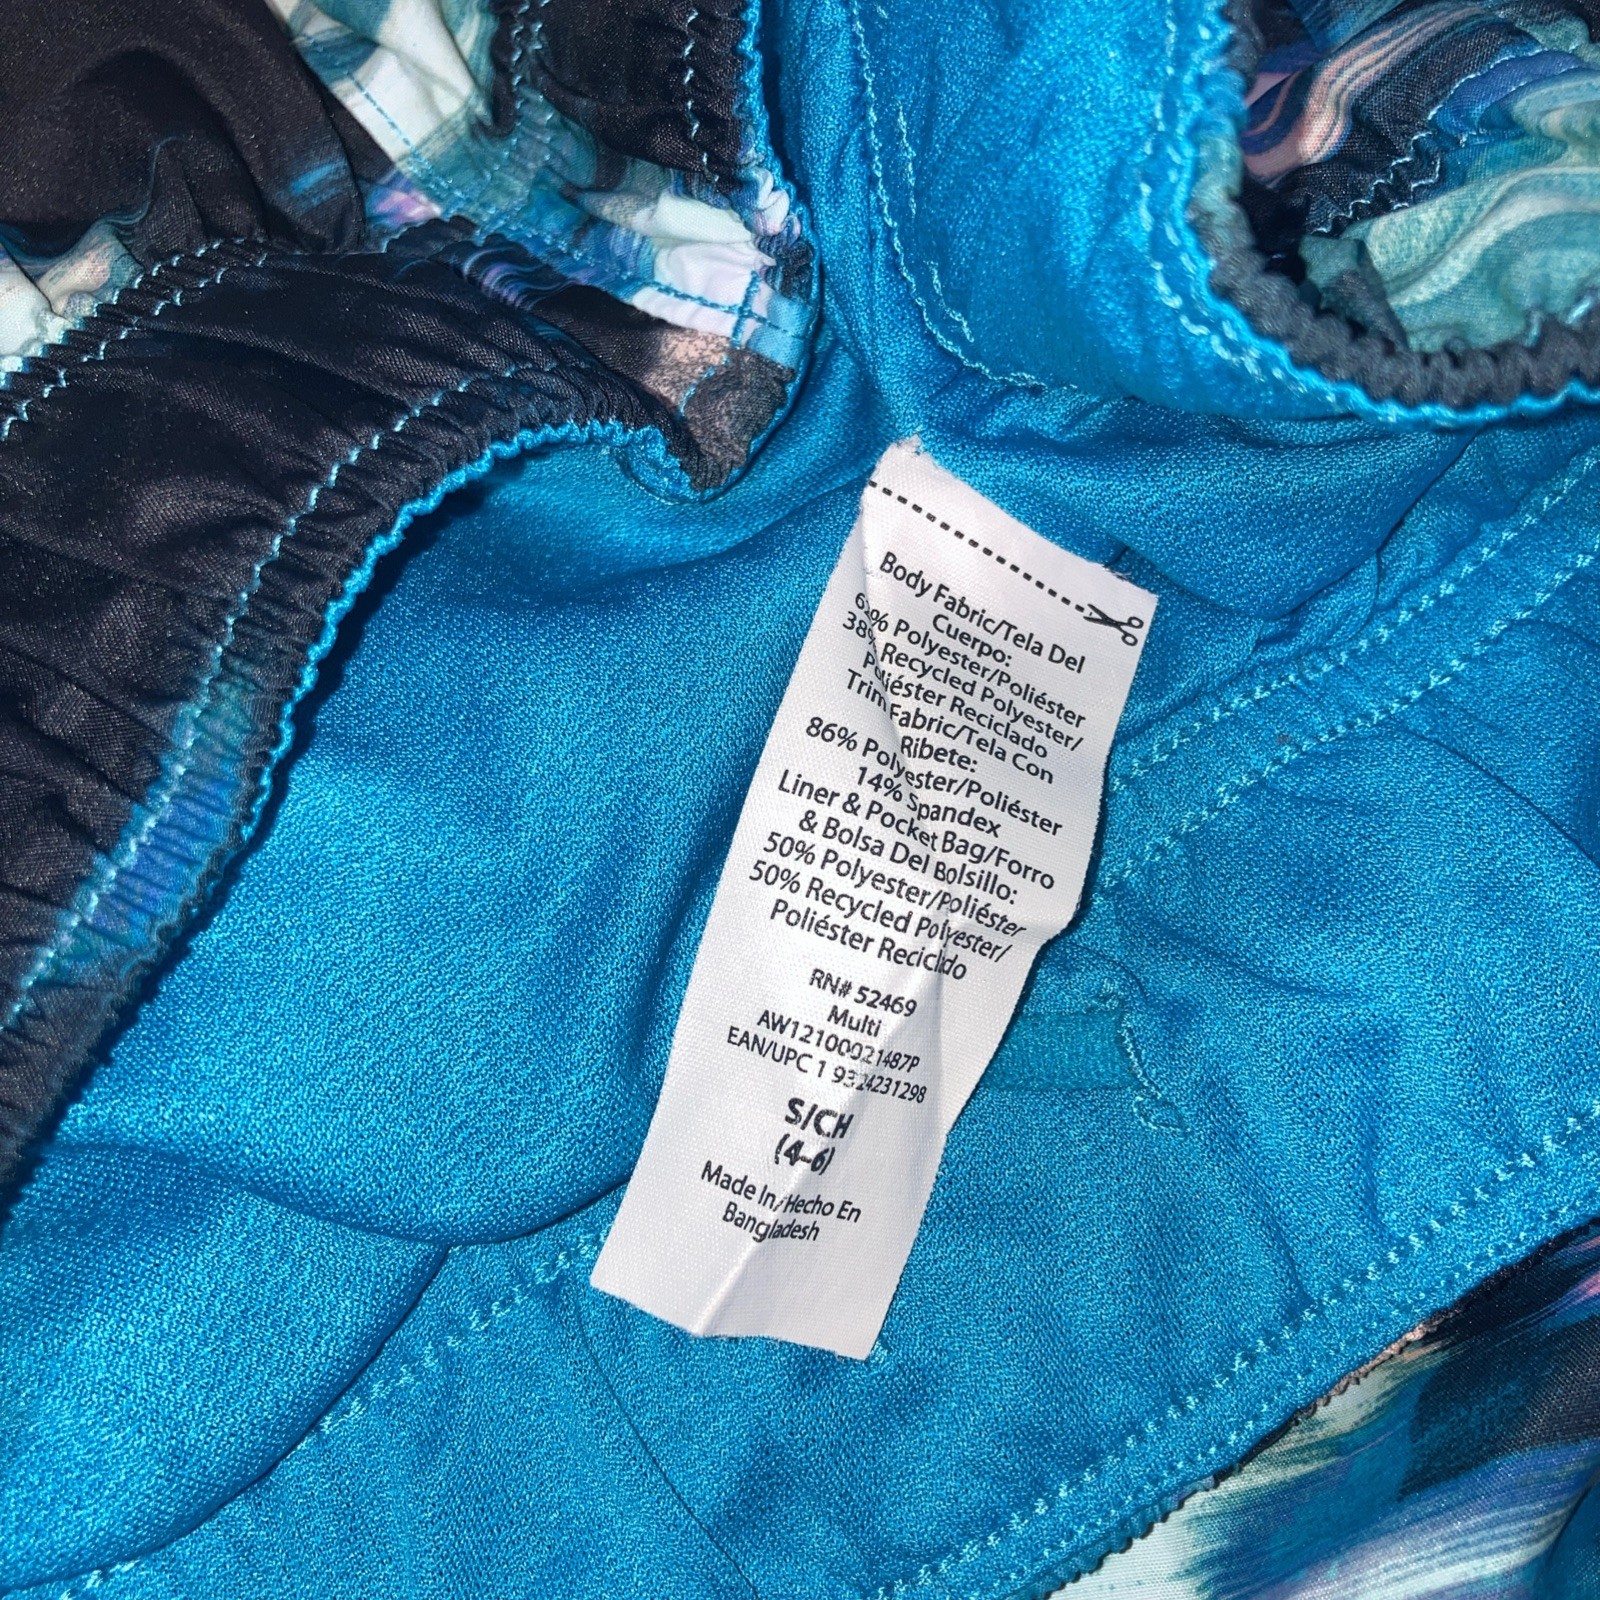 Body Fabric/Tela Del
Cuerpo:
62% Polyester/Poliéster
38% Recycled Polyester/
Poliéster Reciclado
Trim Fabric/Tela Con
Ribete:
86% Polyester/Poliéster
14% Spandex
Liner & Pocket Bag/Forro
& Bolsa Del Bolsillo:
50% Polyester/Poliéster
50% Recycled Polyester/
Poliéster Reciclado
RN# 52469
Multi
AW12100021487P
EAN/UPC 1
S/CH
(4-6)
Made In/Hecho En
Bangladesh